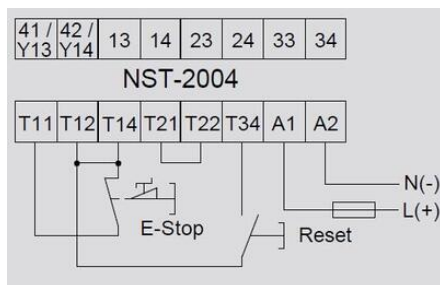 41 / 42 / 13 14 23 24 33 34
Y13 Y14
NST-2004
T11 T12 T14 T21 T22 T34 A1 A2
N(-)
L(+)
E-Stop Reset